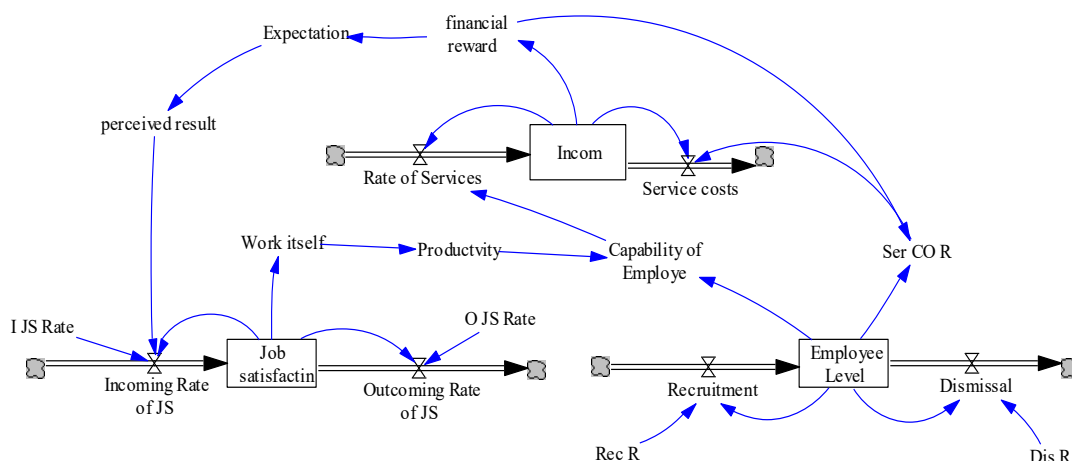 financial
reward
Expectation
perceived result
Incom
Rate of Services
Service costs
Work itself
Productvity
Capability of
Employe
Ser CO R
I JS Rate
O JS Rate
Job
satisfactin
Employee
Level
Incoming Rate
of JS
Outcoming Rate
of JS
Recruitment
Dismissal
Rec R
Dis R